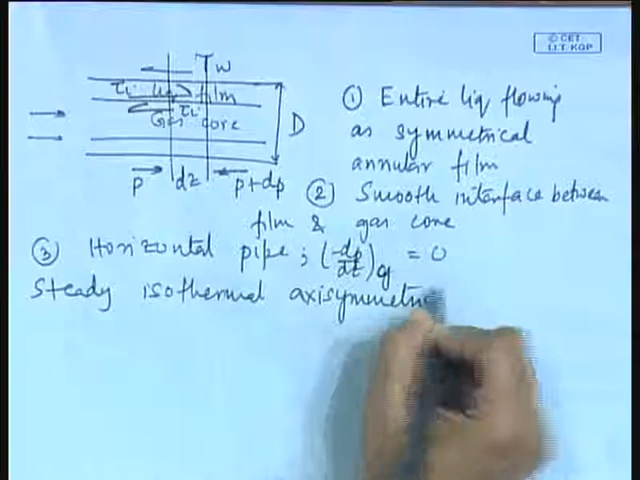 © CET
I.I.T. KGP
τw
τi liq film
τi
Gas core
D
p dz p+dp
① Entire liq flowing
as symmetrical
annular film
② Smooth interface between
film & gas core
③ Horizontal pipe ; (-dp/dz)g = 0
Steady isothermal axisymmetri